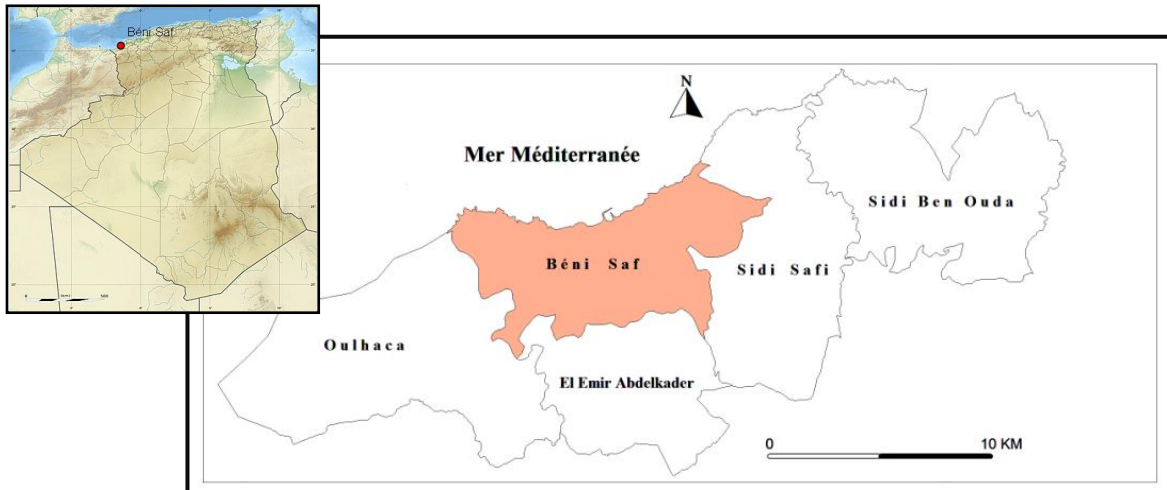 Béni Saf
N
Mer Méditerranée
Sidi Ben Ouda
Béni Saf
Sidi Safi
Oulhaca
El Emir Abdelkader
0 10 KM